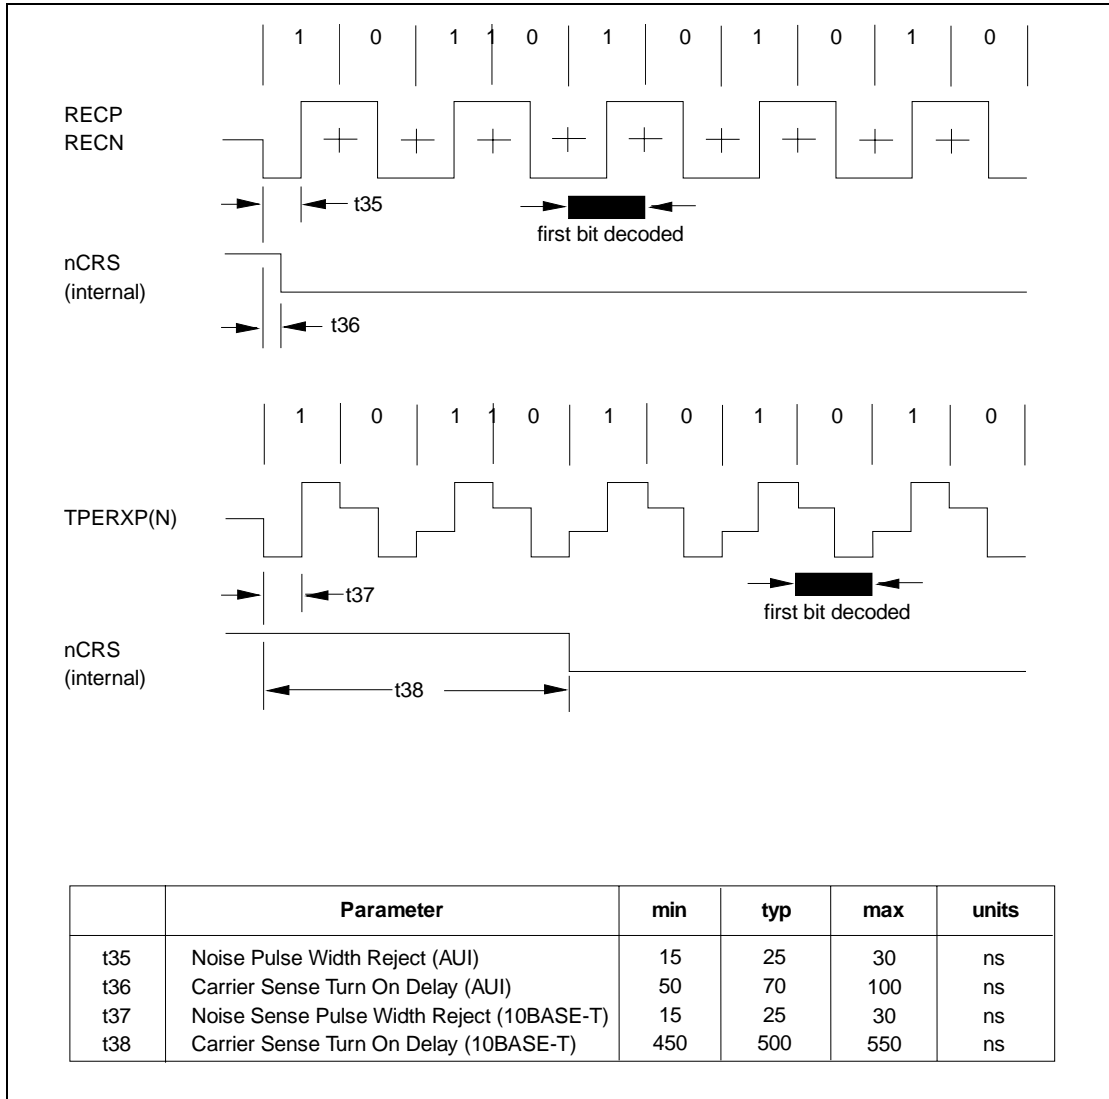 1 0 1 1 0 1 0 1 0 1 0
RECP
RECN
t35
first bit decoded
nCRS
(internal)
t36
1 0 1 1 0 1 0 1 0 1 0
TPERXP(N)
t37
first bit decoded
nCRS
(internal)
t38
Parameter min typ max units
t35 Noise Pulse Width Reject (AUI) 15 25 30 ns
t36 Carrier Sense Turn On Delay (AUI) 50 70 100 ns
t37 Noise Sense Pulse Width Reject (10BASE-T) 15 25 30 ns
t38 Carrier Sense Turn On Delay (10BASE-T) 450 500 550 ns